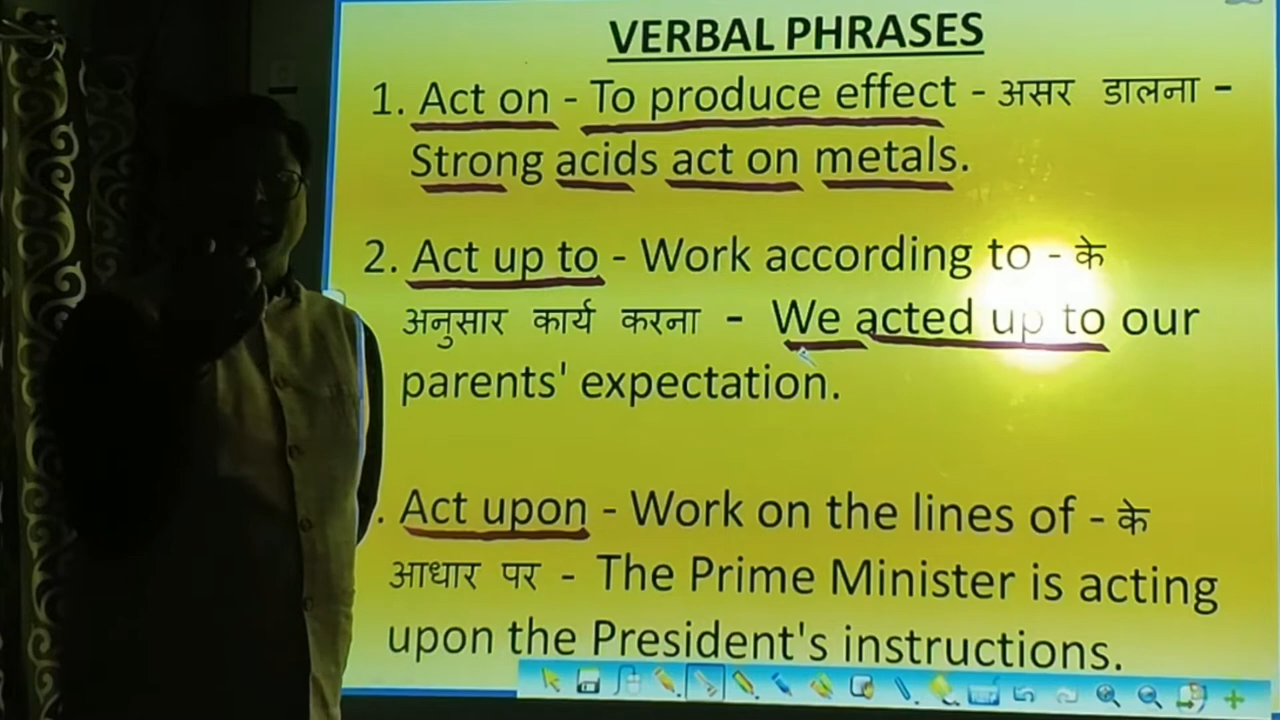 VERBAL PHRASES
1. Act on - To produce effect - असर डालना -
Strong acids act on metals.
2. Act up to - Work according to - के
अनुसार कार्य करना - We acted up to our
parents' expectation.
. Act upon - Work on the lines of - के
आधार पर - The Prime Minister is acting
upon the President's instructions.